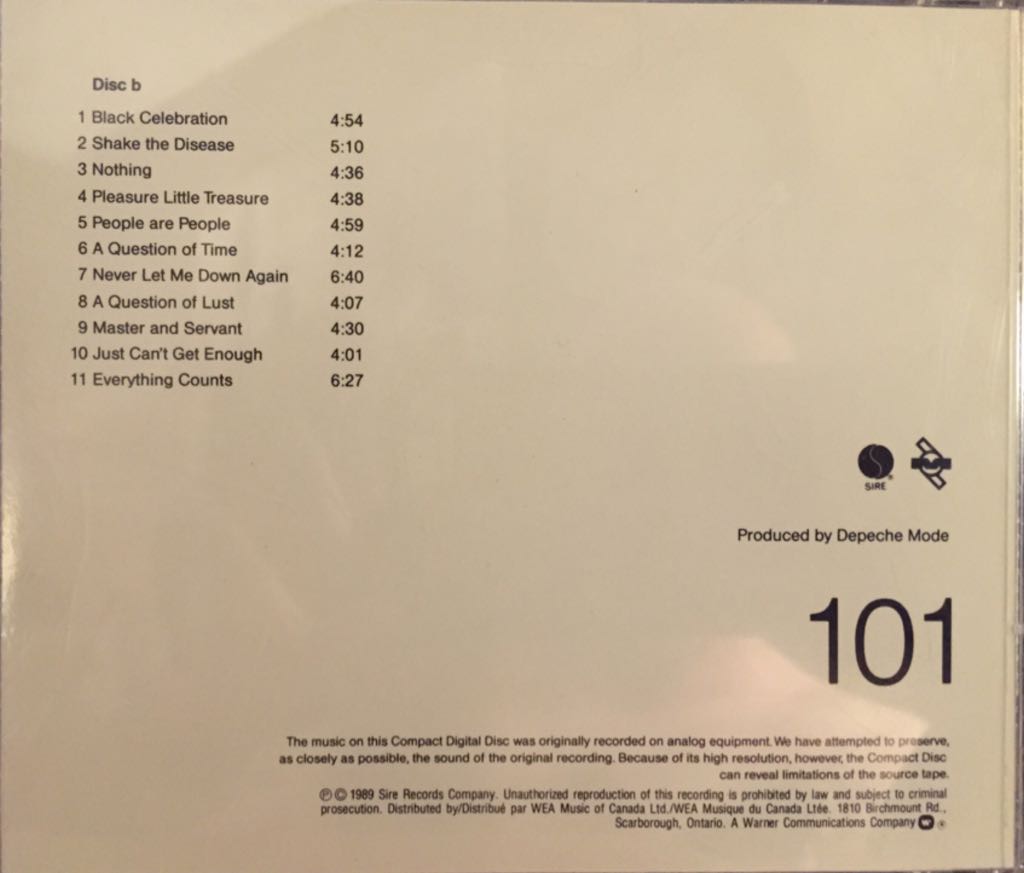 Disc b
1 Black Celebration 4:54
2 Shake the Disease 5:10
3 Nothing 4:36
4 Pleasure Little Treasure 4:38
5 People are People 4:59
6 A Question of Time 4:12
7 Never Let Me Down Again 6:40
8 A Question of Lust 4:07
9 Master and Servant 4:30
10 Just Can't Get Enough 4:01
11 Everything Counts 6:27
SIRE ®
Produced by Depeche Mode
101
The music on this Compact Digital Disc was originally recorded on analog equipment. We have attempted to preserve,
as closely as possible, the sound of the original recording. Because of its high resolution, however, the Compact Disc
can reveal limitations of the source tape.
℗ © 1989 Sire Records Company. Unauthorized reproduction of this recording is prohibited by law and subject to criminal
prosecution. Distributed by/Distribué par WEA Music of Canada Ltd./WEA Musique du Canada Ltée. 1810 Birchmount Rd.,
Scarborough, Ontario. A Warner Communications Company